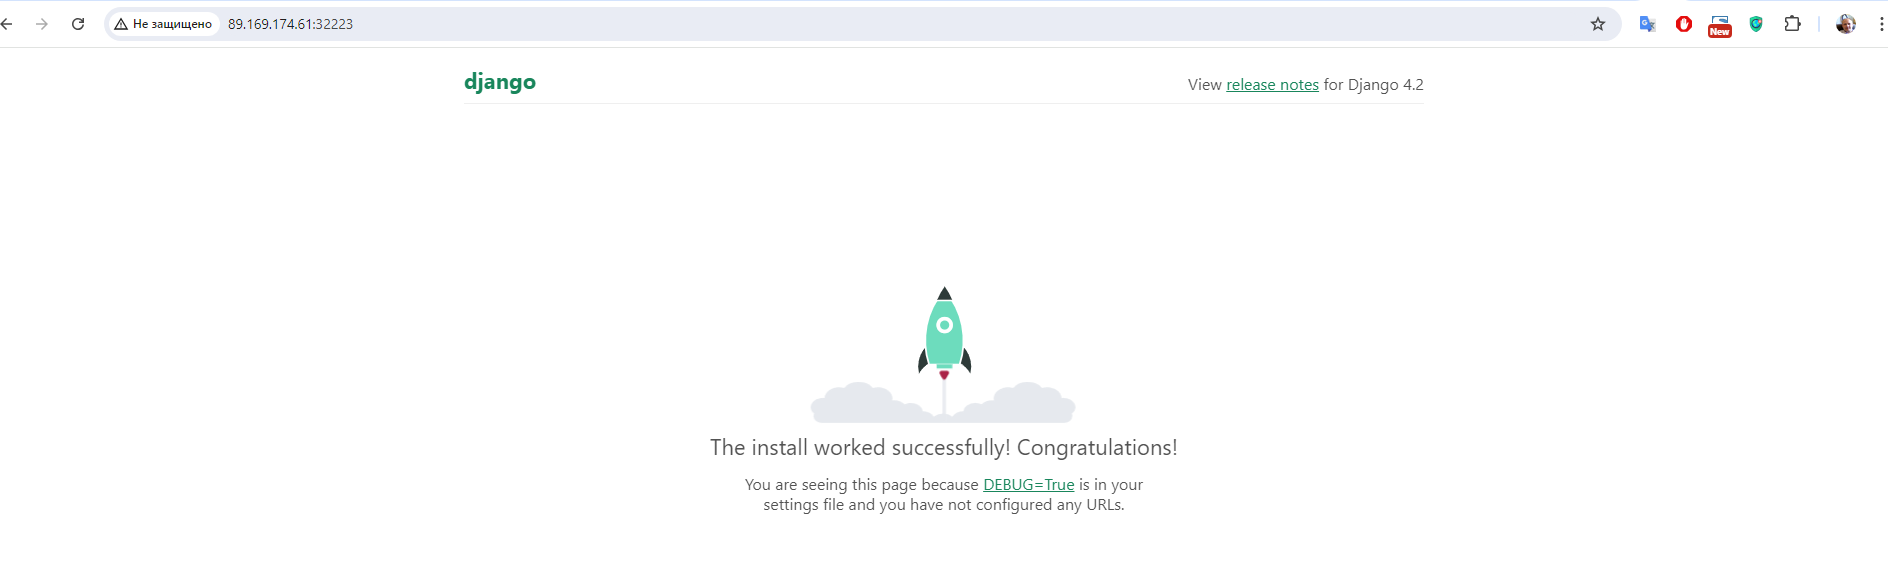 Не защищено 89.169.174.61:32223
New
django
View release notes for Django 4.2
The install worked successfully! Congratulations!
You are seeing this page because DEBUG=True is in your
settings file and you have not configured any URLs.